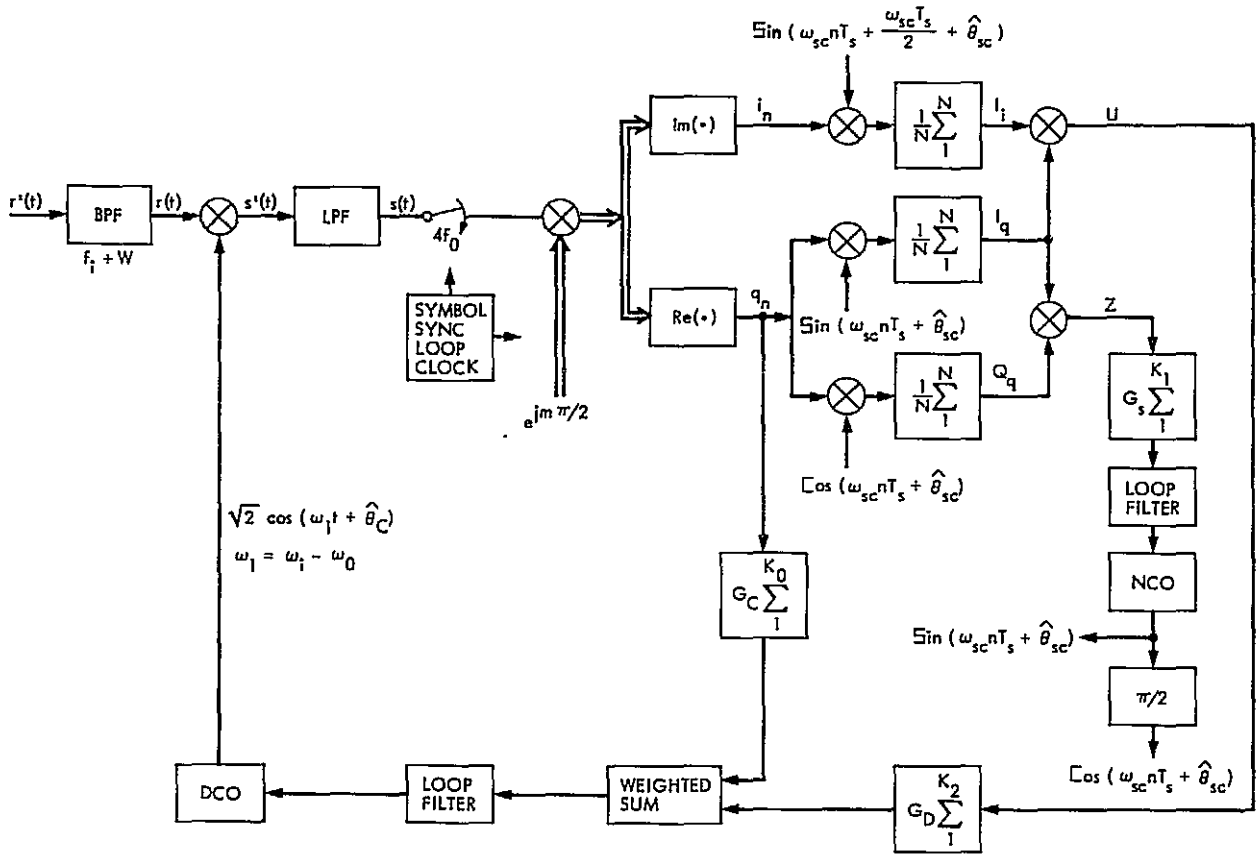 Sin (ω_sc nT_s + ω_sc T_s / 2 + θ̂_sc)
r'(t)
BPF
f_i + W
r(t)
s'(t)
LPF
s(t)
4f_0
SYMBOL
SYNC
LOOP
CLOCK
e^jm π/2
Im(•)
i_n
1/N ∑ 1 N
I_i
U
1/N ∑ 1 N
I_q
Re(•)
q_n
Sin (ω_sc nT_s + θ̂_sc)
Z
1/N ∑ 1 N
Q_q
G_s ∑ 1 K_1
Cos (ω_sc nT_s + θ̂_sc)
LOOP
FILTER
√2 cos (ω_1 t + θ̂_C)
ω_1 = ω_i − ω_0
NCO
G_C ∑ 1 K_0
Sin (ω_sc nT_s + θ̂_sc)
π/2
Cos (ω_sc nT_s + θ̂_sc)
DCO
LOOP
FILTER
WEIGHTED
SUM
G_D ∑ 1 K_2